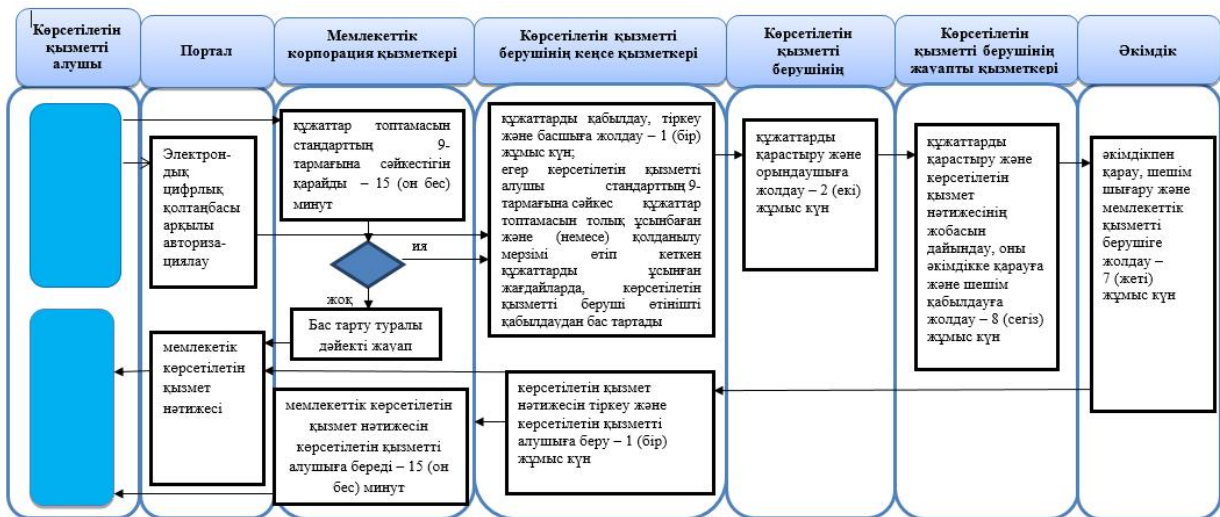 Көрсетілетін
қызметті
алушы
Портал
Мемлекеттік
корпорация қызметкері
Көрсетілетін қызметті
берушінің кеңсе қызметкері
Көрсетілетін
қызметті
берушінің
Көрсетілетін
қызметті берушінің
жауапты қызметкері
Әкімдік
Электрон-
дық
цифрлық
қолтаңбасы
арқылы
авториза-
циялау
құжаттар топтамасын
стандарттың 9-
тармағына сәйкестігін
қарайды – 15 (он бес)
минут
ия
жоқ
Бас тарту туралы
дәйекті жауап
құжаттарды қабылдау, тіркеу
және басшыға жолдау – 1 (бір)
жұмыс күн;
егер көрсетілетін қызметті
алушы стандарттың 9-
тармағына сәйкес құжаттар
топтамасын толық ұсынбаған
және (немесе) қолданылу
мерзімі өтіп кеткен
құжаттарды ұсынған
жағдайларда, көрсетілетін
қызметті беруші өтінішті
қабылдаудан бас тартады
құжаттарды
қарастыру және
орындаушыға
жолдау – 2 (екі)
жұмыс күн
құжаттарды
қарастыру және
көрсетілетін
қызмет
нәтижесінің
жобасын
дайындау, оны
әкімдікке қарауға
және шешім
қабылдауға
жолдау – 8 (сегіз)
жұмыс күн
әкімдікпен
қарау, шешім
шығару және
мемлекеттік
қызметті
берушіге
жолдау –
7 (жеті)
жұмыс күн
мемлекетік
көрсетілетін
қызмет
нәтижесі
мемлекеттік көрсетілетін
қызмет нәтижесін
көрсетілетін қызметті
алушыға береді – 15 (он
бес) минут
көрсетілетін қызмет
нәтижесін тіркеу және
көрсетілетін қызметті
алушыға беру – 1 (бір)
жұмыс күн